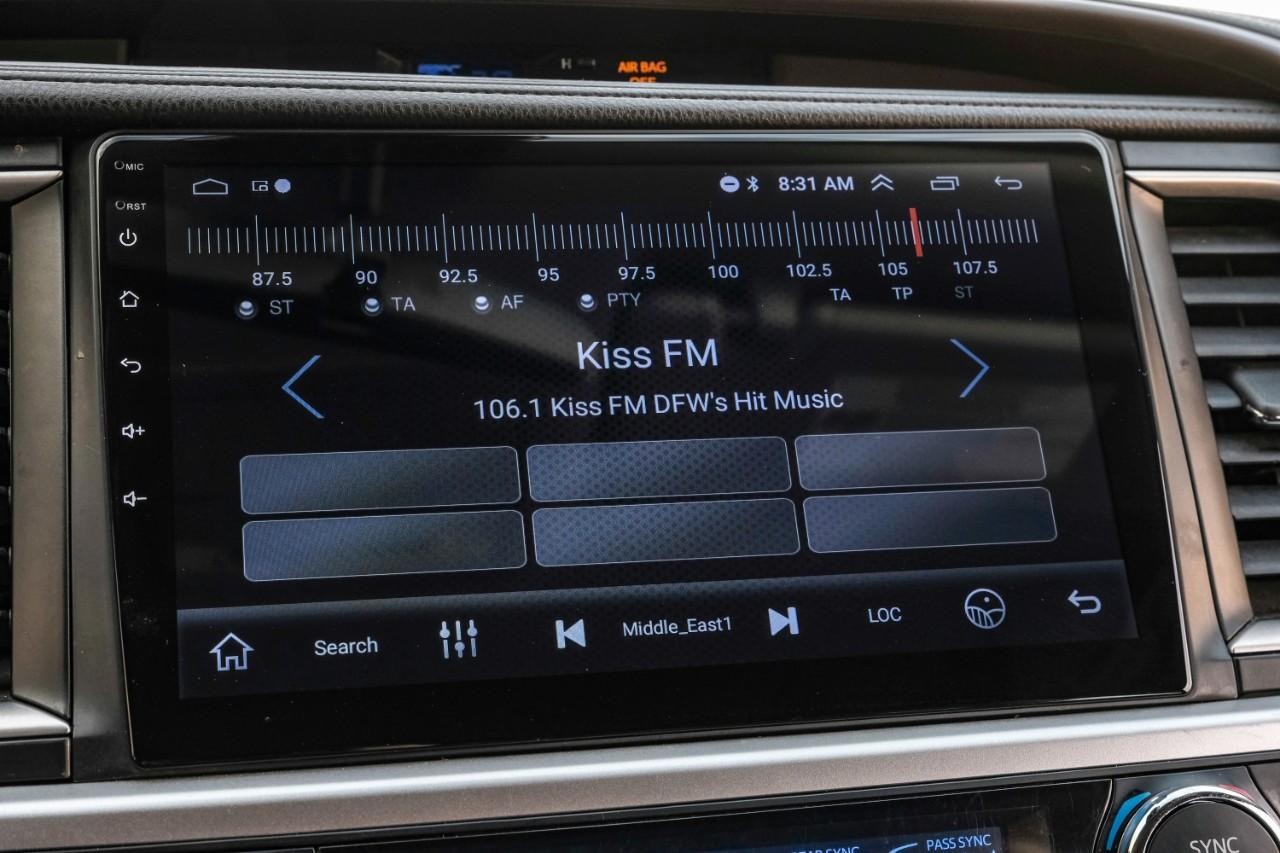 H
AIR BAG
OFF
MIC
RST
8:31 AM
87.5 90 92.5 95 97.5 100 102.5 105 107.5
ST TA AF PTY TA TP ST
Kiss FM
106.1 Kiss FM DFW's Hit Music
Search Middle_East1 LOC
PASS SYNC
SYNC